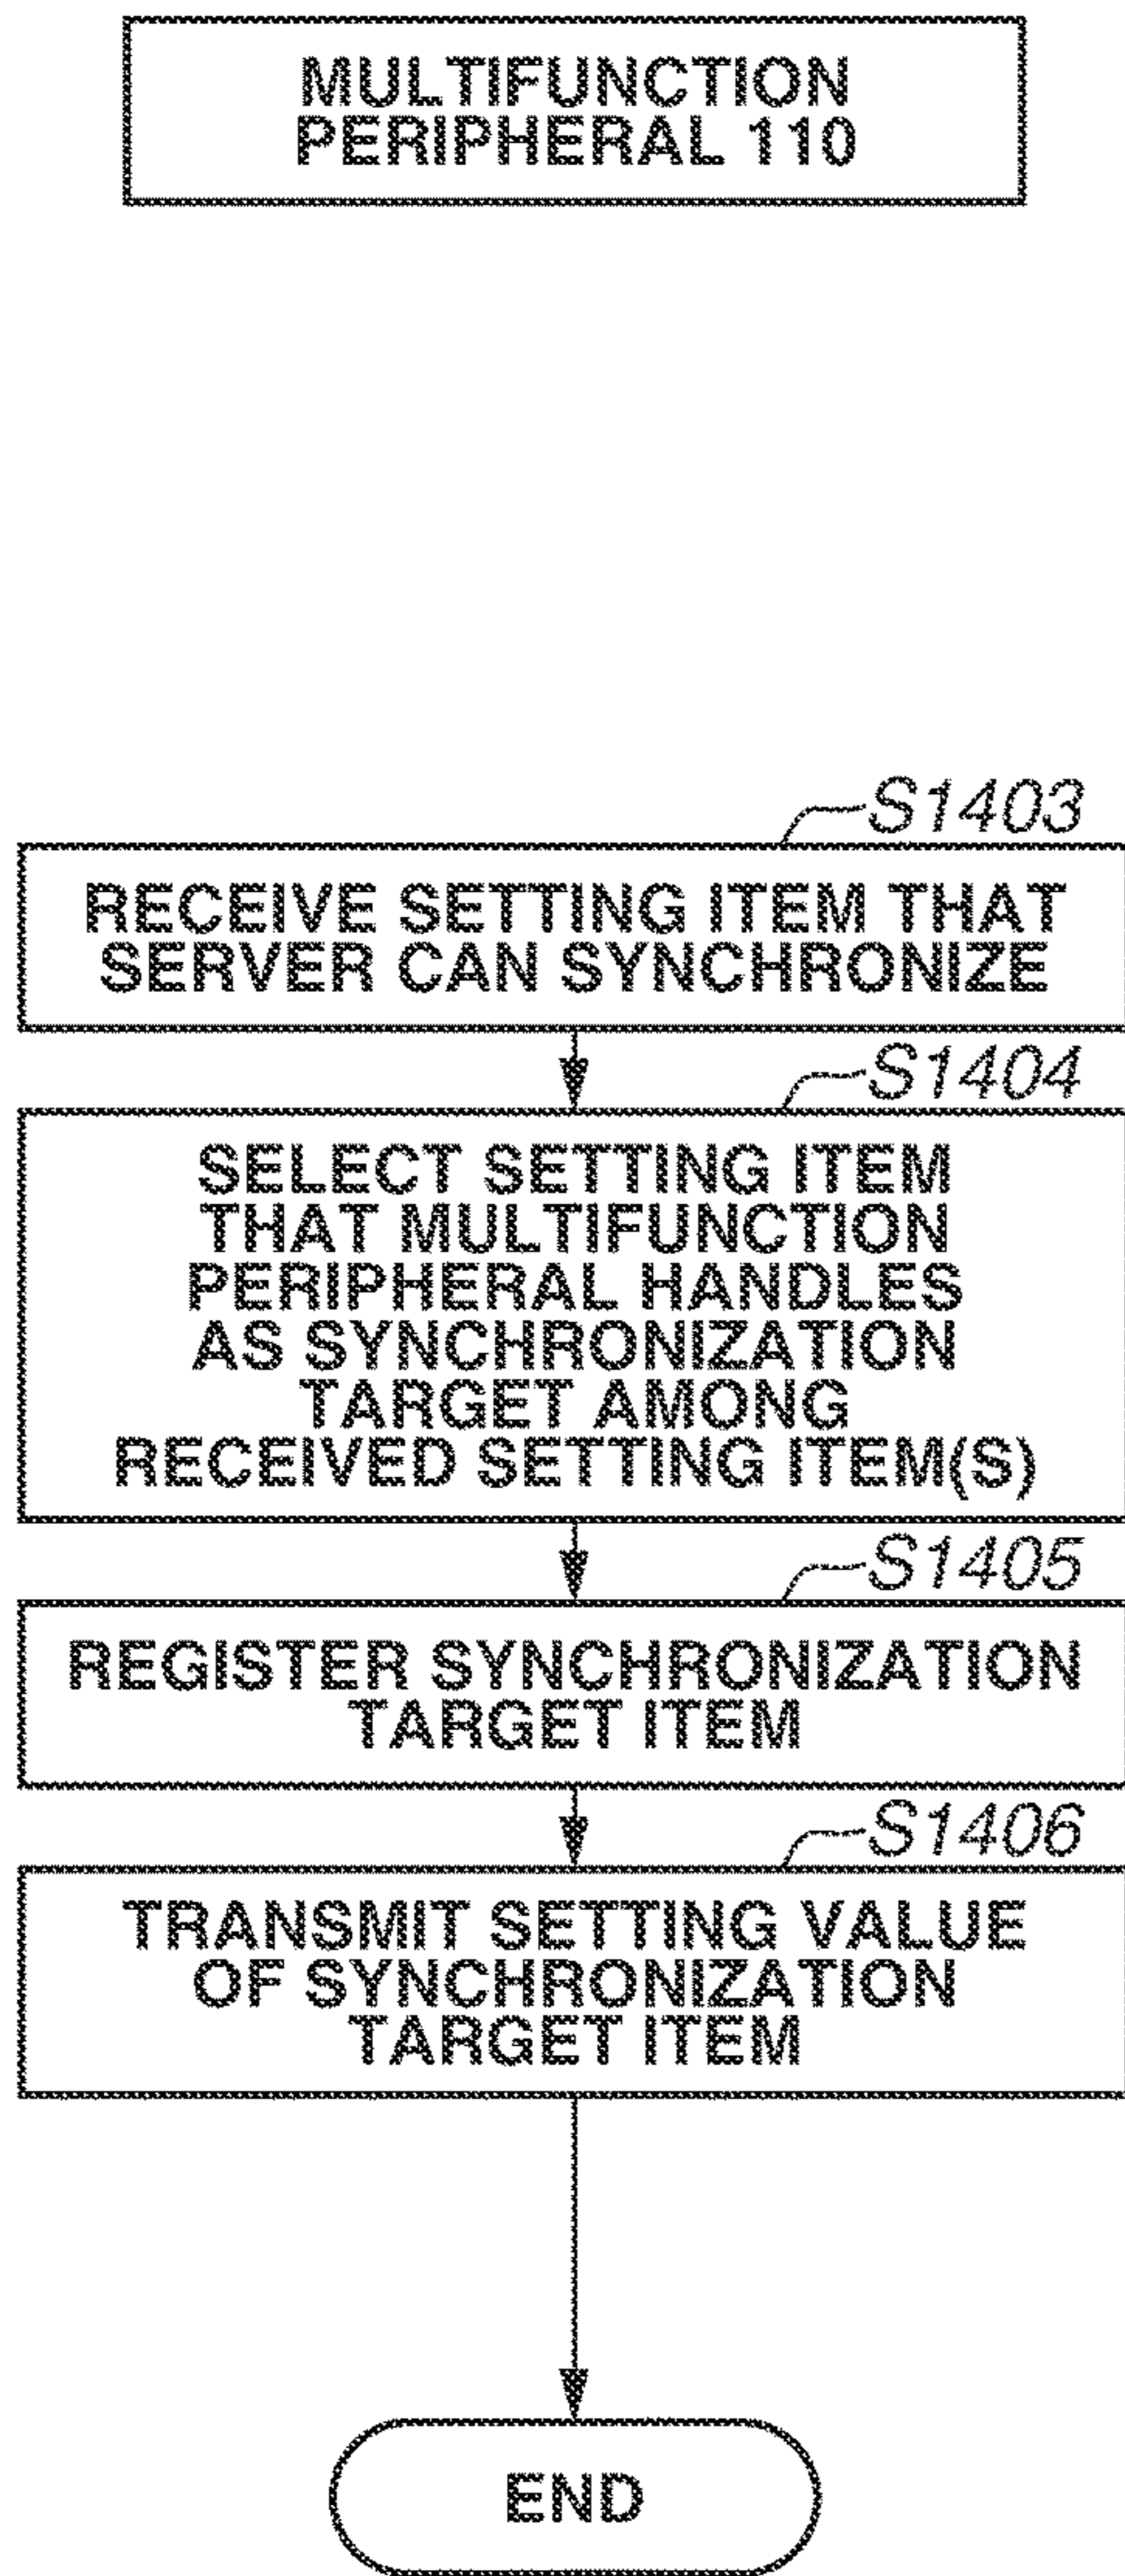 MULTIFUNCTION
PERIPHERAL 110
S1403
RECEIVE SETTING ITEM THAT
SERVER CAN SYNCHRONIZE
S1404
SELECT SETTING ITEM
THAT MULTIFUNCTION
PERIPHERAL HANDLES
AS SYNCHRONIZATION
TARGET AMONG
RECEIVED SETTING ITEM(S)
S1405
REGISTER SYNCHRONIZATION
TARGET ITEM
S1406
TRANSMIT SETTING VALUE
OF SYNCHRONIZATION
TARGET ITEM
END